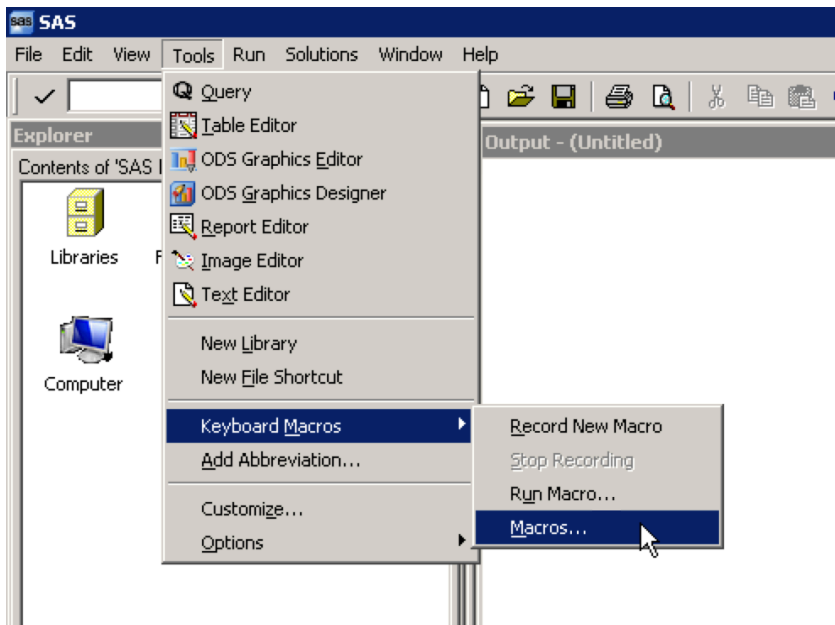 sas SAS
File Edit View Tools Run Solutions Window Help
Query
Table Editor
ODS Graphics Editor
ODS Graphics Designer
Report Editor
Image Editor
Text Editor
New Library
New File Shortcut
Keyboard Macros
Add Abbreviation...
Customize...
Options
Record New Macro
Stop Recording
Run Macro...
Macros...
Explorer
Contents of 'SAS
Libraries F
Computer
Output - (Untitled)